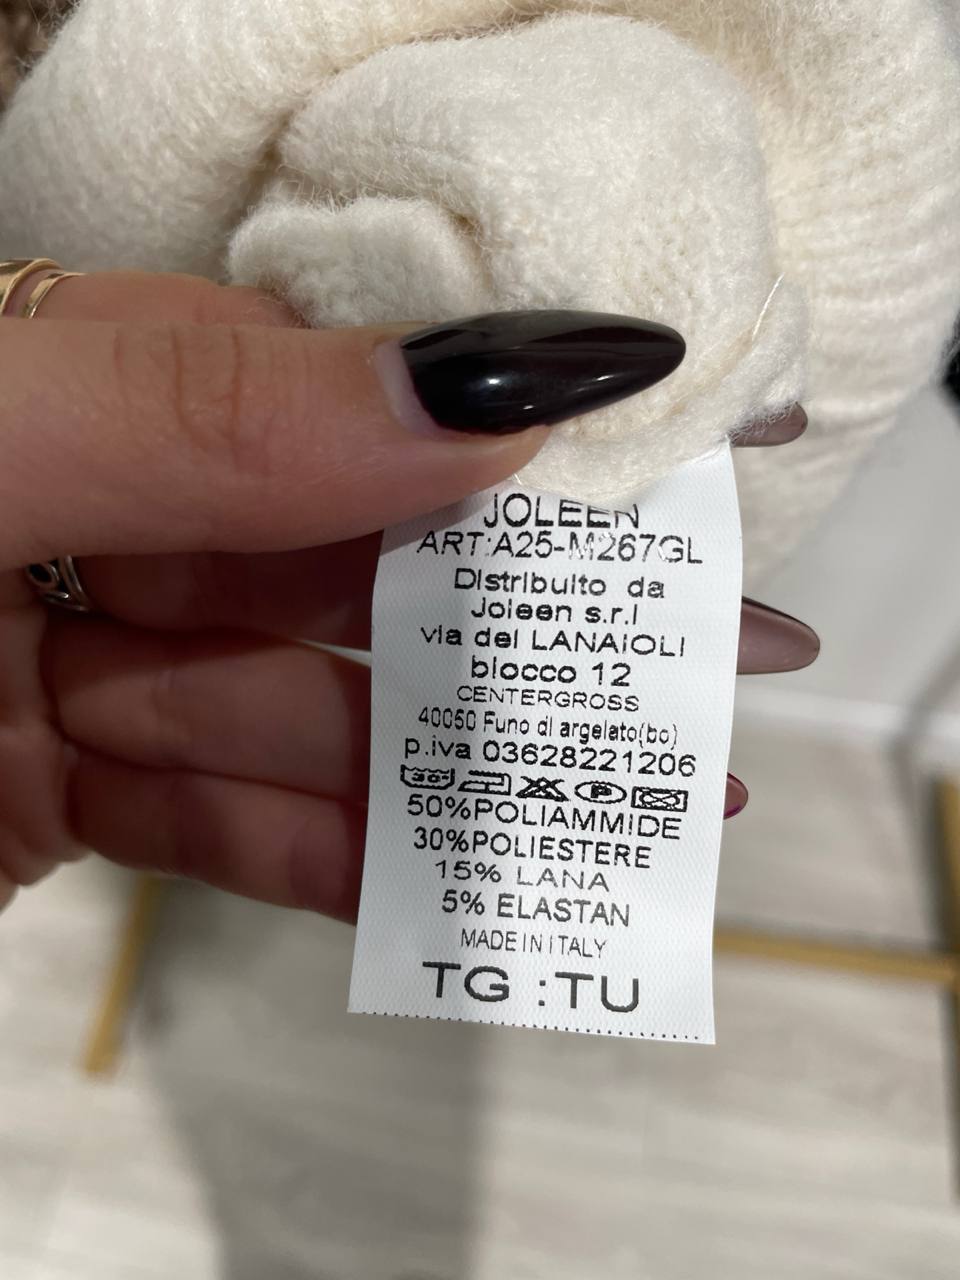 JOLEEN
ART:A25-M267GL
Distribuito da
Joleen s.r.l
via dei LANAIOLI
blocco 12
CENTERGROSS
40050 Funo di argelato(bo)
p.iva 03628221206
30°
P
50%POLIAMMIDE
30%POLIESTERE
15% LANA
5% ELASTAN
MADE IN ITALY
TG :TU